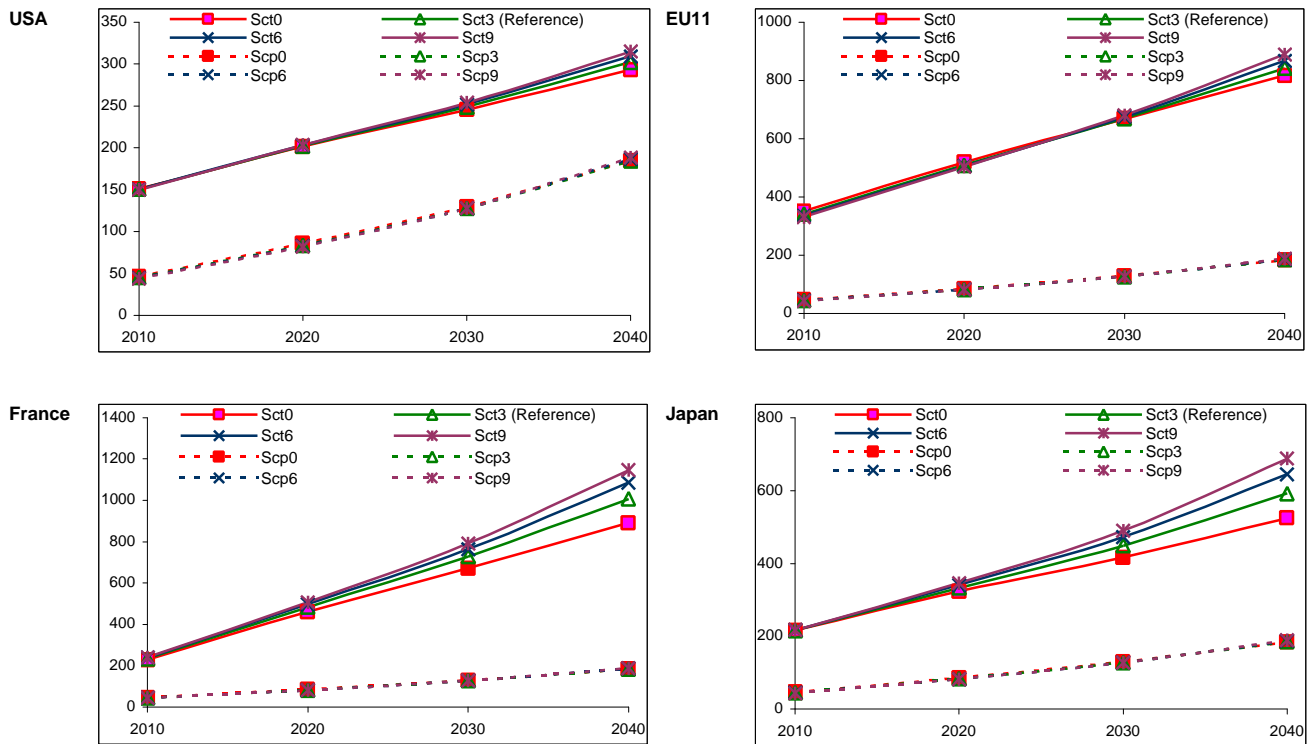 USA
Sct0 Sct3 (Reference)
Sct6 Sct9
Scp0 Scp3
Scp6 Scp9
350
300
250
200
150
100
50
0
2010 2020 2030 2040
EU11
Sct0 Sct3 (Reference)
Sct6 Sct9
Scp0 Scp3
Scp6 Scp9
1000
800
600
400
200
0
2010 2020 2030 2040
France
Sct0 Sct3 (Reference)
Sct6 Sct9
Scp0 Scp3
Scp6 Scp9
1400
1200
1000
800
600
400
200
0
2010 2020 2030 2040
Japan
Sct0 Sct3 (Reference)
Sct6 Sct9
Scp0 Scp3
Scp6 Scp9
800
600
400
200
0
2010 2020 2030 2040